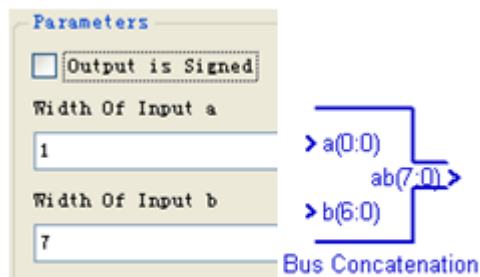 Parameters
Output is Signed
Width Of Input a
1
Width Of Input b
7
a(0:0)
ab(7:0)
b(6:0)
Bus Concatenation